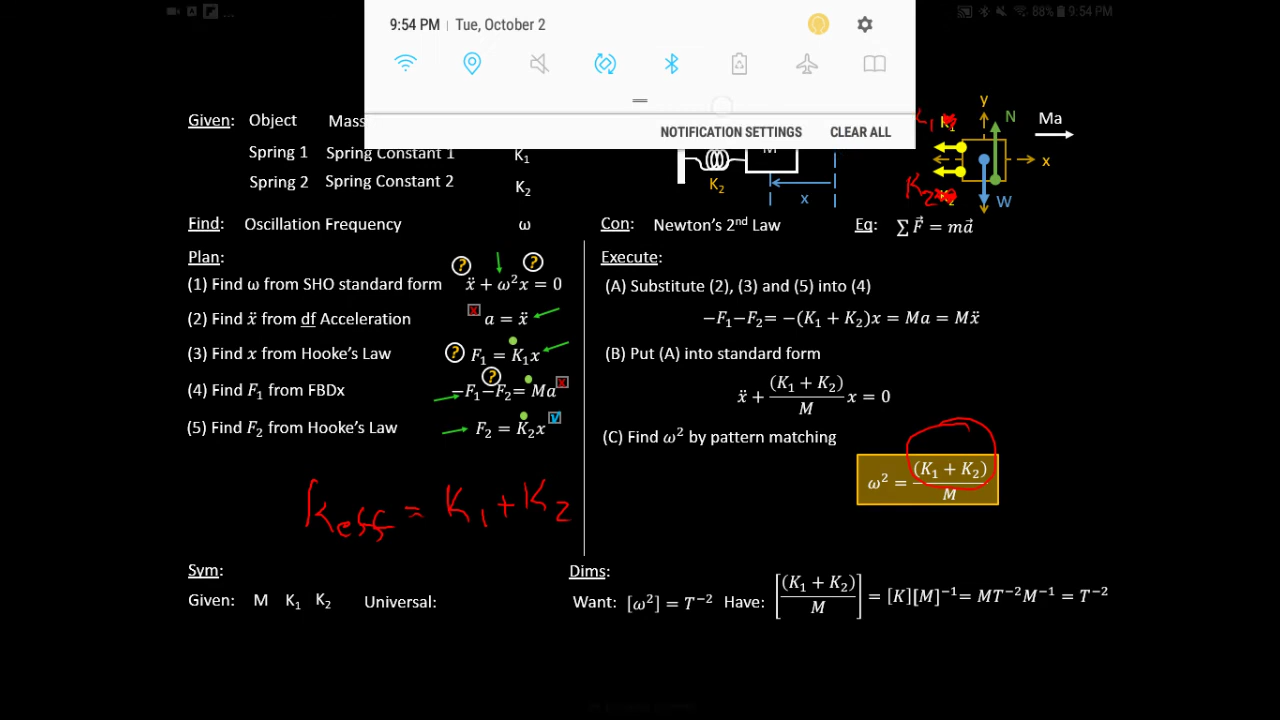 9:54 PM Tue, October 2
... 88% 9:54 PM
NOTIFICATION SETTINGS CLEAR ALL
Given: Object Mass
Spring 1 Spring Constant 1 K₁
Spring 2 Spring Constant 2 K₂
K₂
x
K₁
K₂
y
N
Ma
x
W
Find: Oscillation Frequency ω
Con: Newton's 2nd Law Eq: ∑F⃗ = ma⃗
Plan:
(1) Find ω from SHO standard form ẍ + ω²x = 0
(2) Find ẍ from df Acceleration a = ẍ
(3) Find x from Hooke's Law F₁ = K₁x
(4) Find F₁ from FBDx −F₁−F₂= Ma
(5) Find F₂ from Hooke's Law F₂ = K₂x
Keff = K₁ + K₂
Execute:
(A) Substitute (2), (3) and (5) into (4)
−F₁−F₂= −(K₁ + K₂)x = Ma = Mẍ
(B) Put (A) into standard form
ẍ + (K₁ + K₂)/M x = 0
(C) Find ω² by pattern matching
ω² = (K₁ + K₂)/M
Sym:
Given: M K₁ K₂ Universal:
Dims:
Want: [ω²] = T⁻² Have: [(K₁ + K₂)/M] = [K][M]⁻¹= MT⁻²M⁻¹ = T⁻²